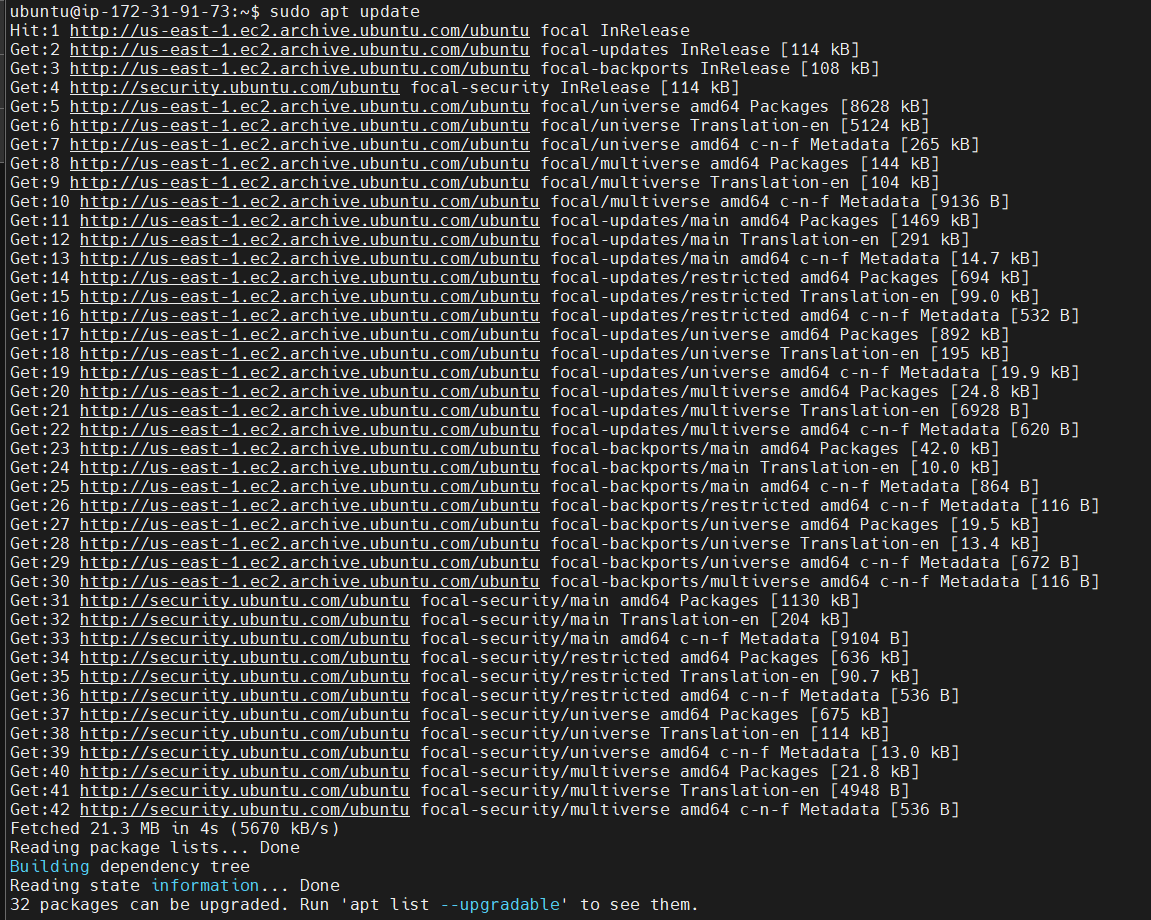 ubuntu@ip-172-31-91-73:~$ sudo apt update
Hit:1 http://us-east-1.ec2.archive.ubuntu.com/ubuntu focal InRelease
Get:2 http://us-east-1.ec2.archive.ubuntu.com/ubuntu focal-updates InRelease [114 kB]
Get:3 http://us-east-1.ec2.archive.ubuntu.com/ubuntu focal-backports InRelease [108 kB]
Get:4 http://security.ubuntu.com/ubuntu focal-security InRelease [114 kB]
Get:5 http://us-east-1.ec2.archive.ubuntu.com/ubuntu focal/universe amd64 Packages [8628 kB]
Get:6 http://us-east-1.ec2.archive.ubuntu.com/ubuntu focal/universe Translation-en [5124 kB]
Get:7 http://us-east-1.ec2.archive.ubuntu.com/ubuntu focal/universe amd64 c-n-f Metadata [265 kB]
Get:8 http://us-east-1.ec2.archive.ubuntu.com/ubuntu focal/multiverse amd64 Packages [144 kB]
Get:9 http://us-east-1.ec2.archive.ubuntu.com/ubuntu focal/multiverse Translation-en [104 kB]
Get:10 http://us-east-1.ec2.archive.ubuntu.com/ubuntu focal/multiverse amd64 c-n-f Metadata [9136 B]
Get:11 http://us-east-1.ec2.archive.ubuntu.com/ubuntu focal-updates/main amd64 Packages [1469 kB]
Get:12 http://us-east-1.ec2.archive.ubuntu.com/ubuntu focal-updates/main Translation-en [291 kB]
Get:13 http://us-east-1.ec2.archive.ubuntu.com/ubuntu focal-updates/main amd64 c-n-f Metadata [14.7 kB]
Get:14 http://us-east-1.ec2.archive.ubuntu.com/ubuntu focal-updates/restricted amd64 Packages [694 kB]
Get:15 http://us-east-1.ec2.archive.ubuntu.com/ubuntu focal-updates/restricted Translation-en [99.0 kB]
Get:16 http://us-east-1.ec2.archive.ubuntu.com/ubuntu focal-updates/restricted amd64 c-n-f Metadata [532 B]
Get:17 http://us-east-1.ec2.archive.ubuntu.com/ubuntu focal-updates/universe amd64 Packages [892 kB]
Get:18 http://us-east-1.ec2.archive.ubuntu.com/ubuntu focal-updates/universe Translation-en [195 kB]
Get:19 http://us-east-1.ec2.archive.ubuntu.com/ubuntu focal-updates/universe amd64 c-n-f Metadata [19.9 kB]
Get:20 http://us-east-1.ec2.archive.ubuntu.com/ubuntu focal-updates/multiverse amd64 Packages [24.8 kB]
Get:21 http://us-east-1.ec2.archive.ubuntu.com/ubuntu focal-updates/multiverse Translation-en [6928 B]
Get:22 http://us-east-1.ec2.archive.ubuntu.com/ubuntu focal-updates/multiverse amd64 c-n-f Metadata [620 B]
Get:23 http://us-east-1.ec2.archive.ubuntu.com/ubuntu focal-backports/main amd64 Packages [42.0 kB]
Get:24 http://us-east-1.ec2.archive.ubuntu.com/ubuntu focal-backports/main Translation-en [10.0 kB]
Get:25 http://us-east-1.ec2.archive.ubuntu.com/ubuntu focal-backports/main amd64 c-n-f Metadata [864 B]
Get:26 http://us-east-1.ec2.archive.ubuntu.com/ubuntu focal-backports/restricted amd64 c-n-f Metadata [116 B]
Get:27 http://us-east-1.ec2.archive.ubuntu.com/ubuntu focal-backports/universe amd64 Packages [19.5 kB]
Get:28 http://us-east-1.ec2.archive.ubuntu.com/ubuntu focal-backports/universe Translation-en [13.4 kB]
Get:29 http://us-east-1.ec2.archive.ubuntu.com/ubuntu focal-backports/universe amd64 c-n-f Metadata [672 B]
Get:30 http://us-east-1.ec2.archive.ubuntu.com/ubuntu focal-backports/multiverse amd64 c-n-f Metadata [116 B]
Get:31 http://security.ubuntu.com/ubuntu focal-security/main amd64 Packages [1130 kB]
Get:32 http://security.ubuntu.com/ubuntu focal-security/main Translation-en [204 kB]
Get:33 http://security.ubuntu.com/ubuntu focal-security/main amd64 c-n-f Metadata [9104 B]
Get:34 http://security.ubuntu.com/ubuntu focal-security/restricted amd64 Packages [636 kB]
Get:35 http://security.ubuntu.com/ubuntu focal-security/restricted Translation-en [90.7 kB]
Get:36 http://security.ubuntu.com/ubuntu focal-security/restricted amd64 c-n-f Metadata [536 B]
Get:37 http://security.ubuntu.com/ubuntu focal-security/universe amd64 Packages [675 kB]
Get:38 http://security.ubuntu.com/ubuntu focal-security/universe Translation-en [114 kB]
Get:39 http://security.ubuntu.com/ubuntu focal-security/universe amd64 c-n-f Metadata [13.0 kB]
Get:40 http://security.ubuntu.com/ubuntu focal-security/multiverse amd64 Packages [21.8 kB]
Get:41 http://security.ubuntu.com/ubuntu focal-security/multiverse Translation-en [4948 B]
Get:42 http://security.ubuntu.com/ubuntu focal-security/multiverse amd64 c-n-f Metadata [536 B]
Fetched 21.3 MB in 4s (5670 kB/s)
Reading package lists... Done
Building dependency tree
Reading state information... Done
32 packages can be upgraded. Run 'apt list --upgradable' to see them.